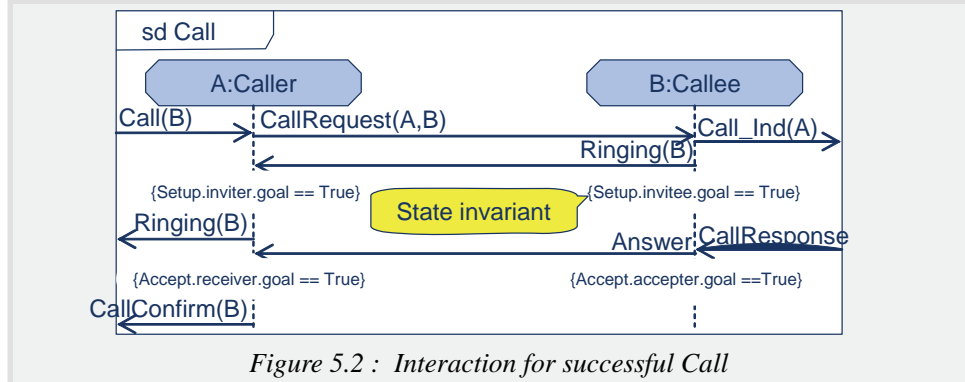 sd Call
A:Caller B:Callee
Call(B) CallRequest(A,B) Call_Ind(A)
Ringing(B)
{Setup.inviter.goal == True} State invariant {Setup.invitee.goal == True}
Ringing(B)
Answer CallResponse
{Accept.receiver.goal == True} {Accept.accepter.goal ==True}
CallConfirm(B)
Figure 5.2 : Interaction for successful Call